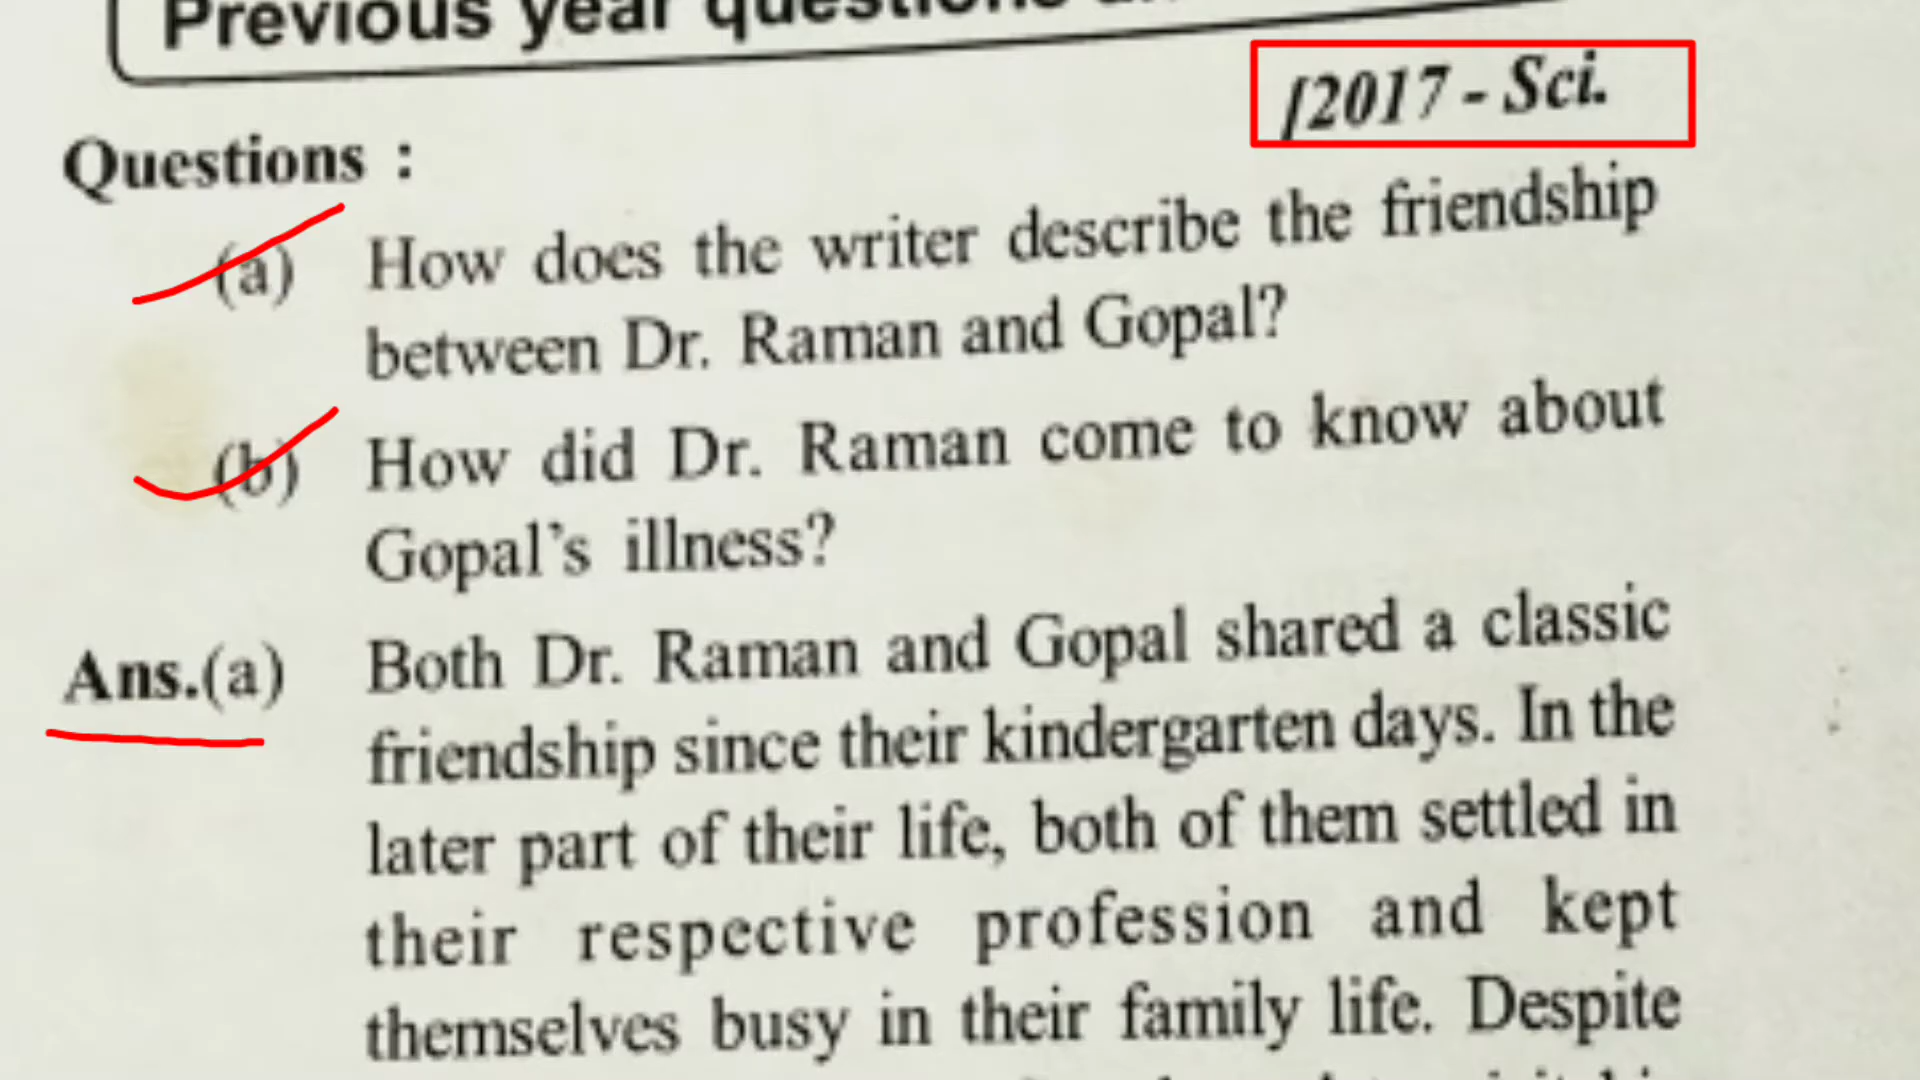 Previous year questions
[2017 - Sci.
Questions :
(a) How does the writer describe the friendship
between Dr. Raman and Gopal?
(b) How did Dr. Raman come to know about
Gopal's illness?
Ans.(a) Both Dr. Raman and Gopal shared a classic
friendship since their kindergarten days. In the
later part of their life, both of them settled in
their respective profession and kept
themselves busy in their family life. Despite